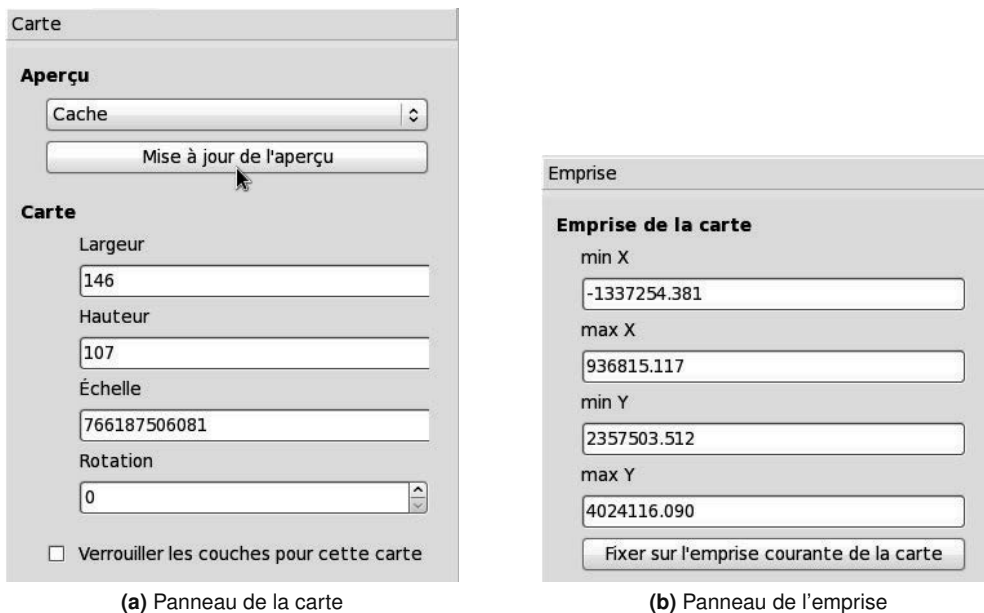 Carte
Aperçu
Cache
Mise à jour de l'aperçu
Carte
Largeur
146
Hauteur
107
Échelle
766187506081
Rotation
0
Verrouiller les couches pour cette carte
(a) Panneau de la carte
Emprise
Emprise de la carte
min X
-1337254.381
max X
936815.117
min Y
2357503.512
max Y
4024116.090
Fixer sur l'emprise courante de la carte
(b) Panneau de l'emprise